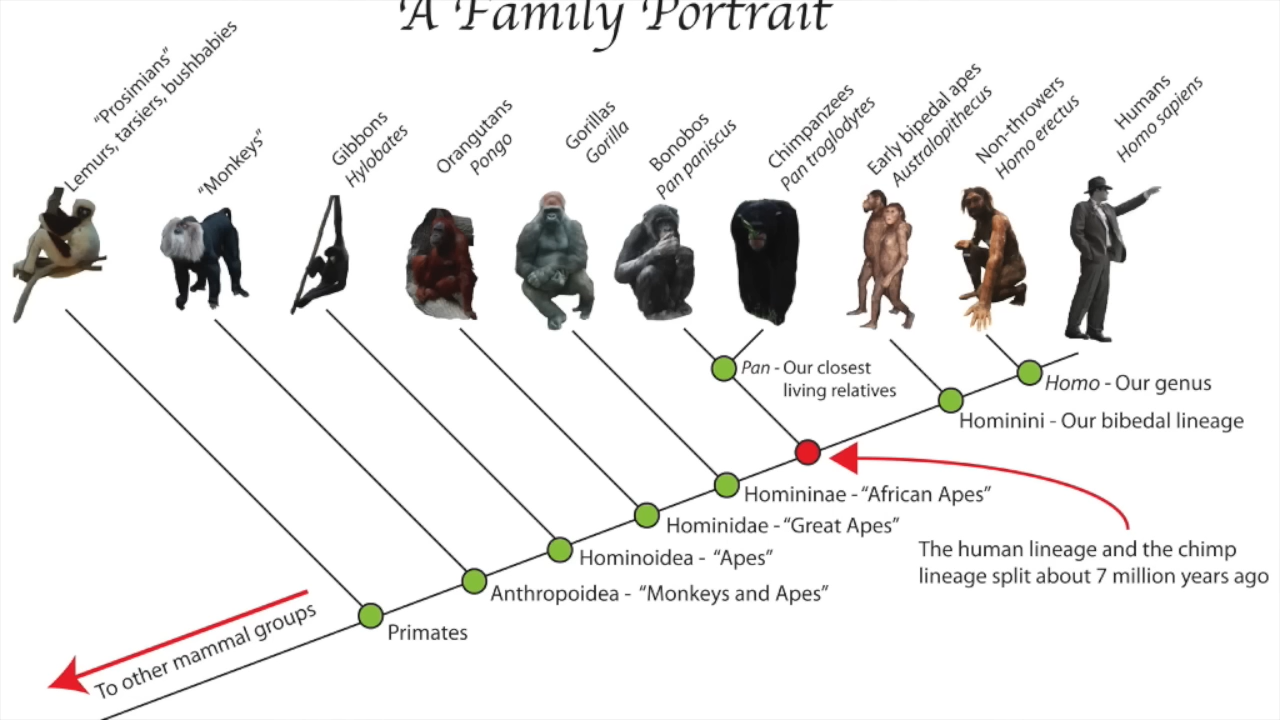 A Family Portrait
"Prosimians"
Lemurs, tarsiers, bushbabies
"Monkeys"
Gibbons
Hylobates
Orangutans
Pongo
Gorillas
Gorilla
Bonobos
Pan paniscus
Chimpanzees
Pan troglodytes
Early bipedal apes
Australopithecus
Non-throwers
Homo erectus
Humans
Homo sapiens
Pan - Our closest
living relatives
Homo - Our genus
Hominini - Our bibedal lineage
Homininae - "African Apes"
Hominidae - "Great Apes"
The human lineage and the chimp
lineage split about 7 million years ago
Hominoidea - "Apes"
Anthropoidea - "Monkeys and Apes"
Primates
To other mammal groups